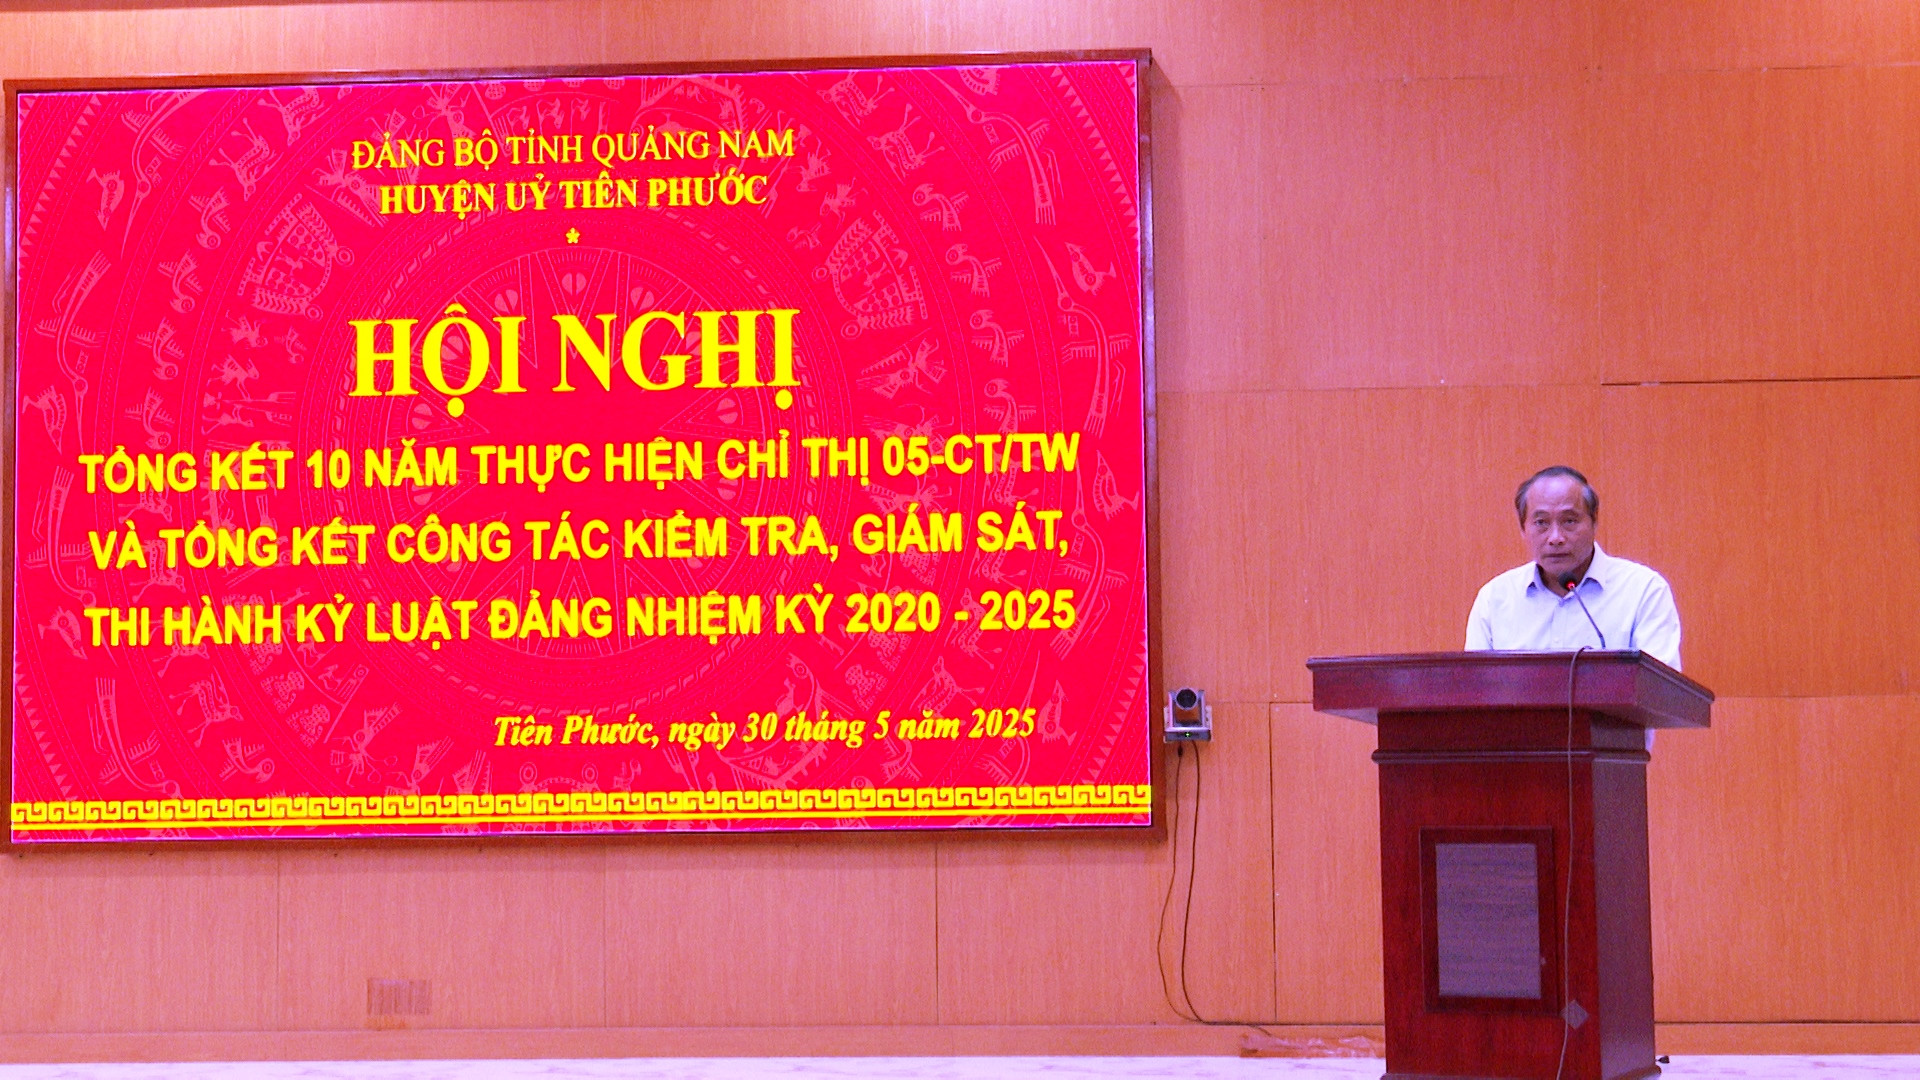 ĐẢNG BỘ TỈNH QUẢNG NAM
HUYỆN UỶ TIÊN PHƯỚC
*
HỘI NGHỊ
TỔNG KẾT 10 NĂM THỰC HIỆN CHỈ THỊ 05-CT/TW
VÀ TỔNG KẾT CÔNG TÁC KIỂM TRA, GIÁM SÁT,
THI HÀNH KỶ LUẬT ĐẢNG NHIỆM KỲ 2020 - 2025
Tiên Phước, ngày 30 tháng 5 năm 2025